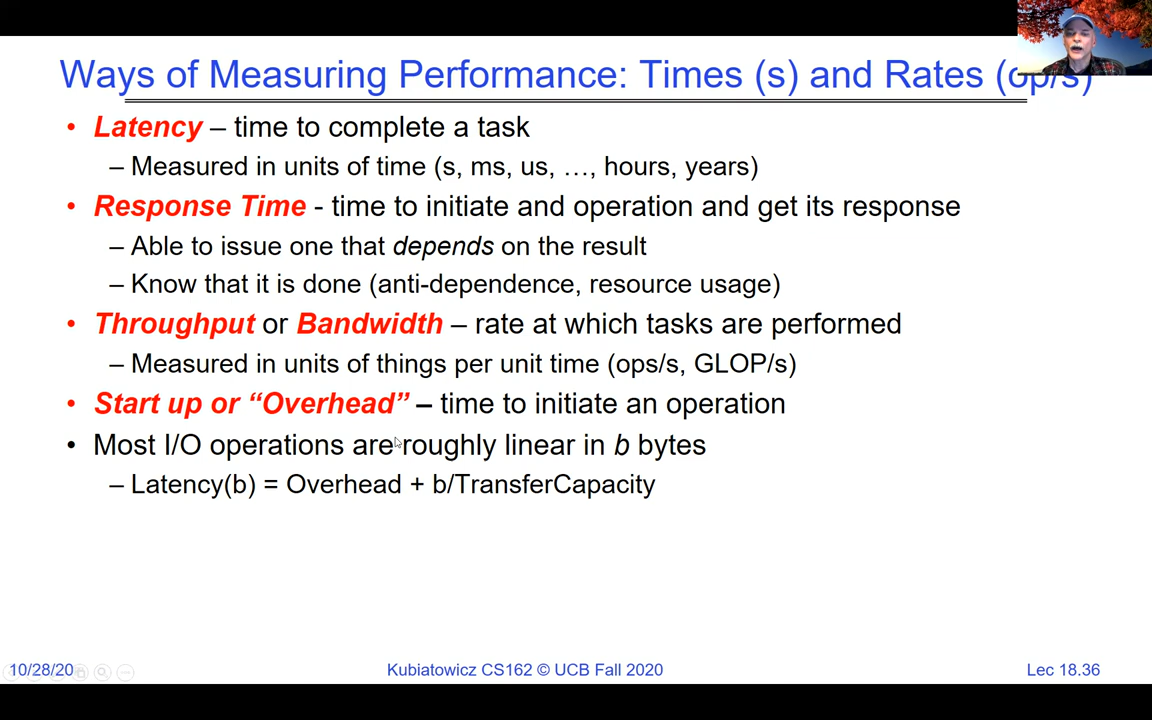 Ways of Measuring Performance: Times (s) and Rates (op/s)
• Latency – time to complete a task
– Measured in units of time (s, ms, us, …, hours, years)
• Response Time - time to initiate and operation and get its response
– Able to issue one that depends on the result
– Know that it is done (anti-dependence, resource usage)
• Throughput or Bandwidth – rate at which tasks are performed
– Measured in units of things per unit time (ops/s, GLOP/s)
• Start up or “Overhead” – time to initiate an operation
• Most I/O operations are roughly linear in b bytes
– Latency(b) = Overhead + b/TransferCapacity
10/28/20 Kubiatowicz CS162 © UCB Fall 2020 Lec 18.36